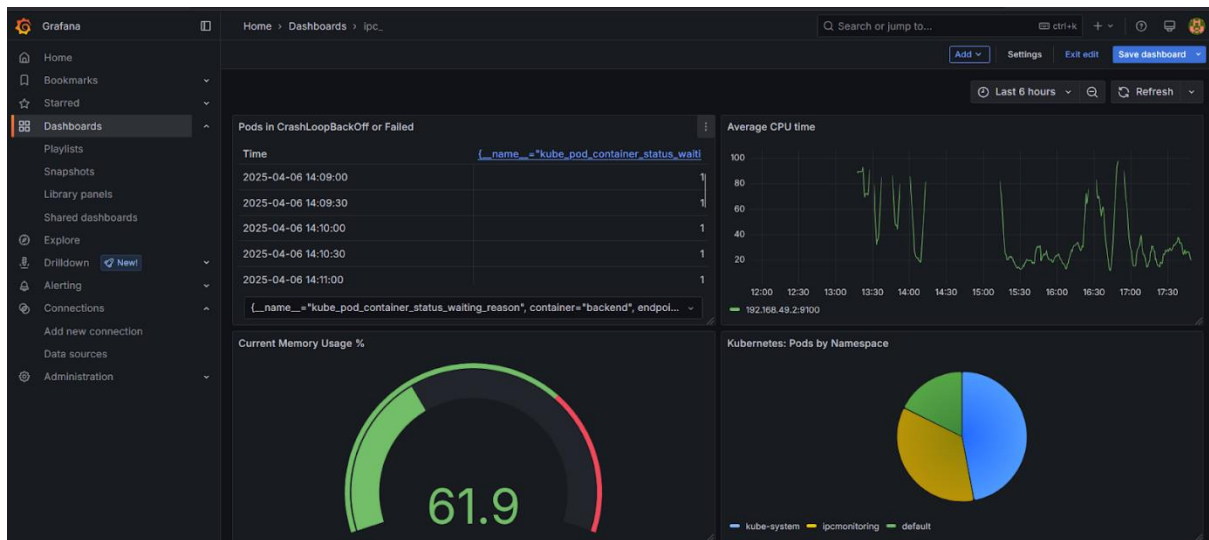 Grafana
Home › Dashboards › ipc_
Search or jump to...
ctrl+k
Home
Bookmarks
Starred
Dashboards
Playlists
Snapshots
Library panels
Shared dashboards
Explore
Drilldown New!
Alerting
Connections
Add new connection
Data sources
Administration
Add
Settings
Exit edit
Save dashboard
Last 6 hours
Refresh
Pods in CrashLoopBackOff or Failed
Time {__name__="kube_pod_container_status_waiti
2025-04-06 14:09:00 1
2025-04-06 14:09:30 1
2025-04-06 14:10:00 1
2025-04-06 14:10:30 1
2025-04-06 14:11:00 1
{__name__="kube_pod_container_status_waiting_reason", container="backend", endpoi...
Average CPU time
100
80
60
40
20
12:00 12:30 13:00 13:30 14:00 14:30 15:00 15:30 16:00 16:30 17:00 17:30
192.168.49.2:9100
Current Memory Usage %
61.9
Kubernetes: Pods by Namespace
kube-system ipcmonitoring default